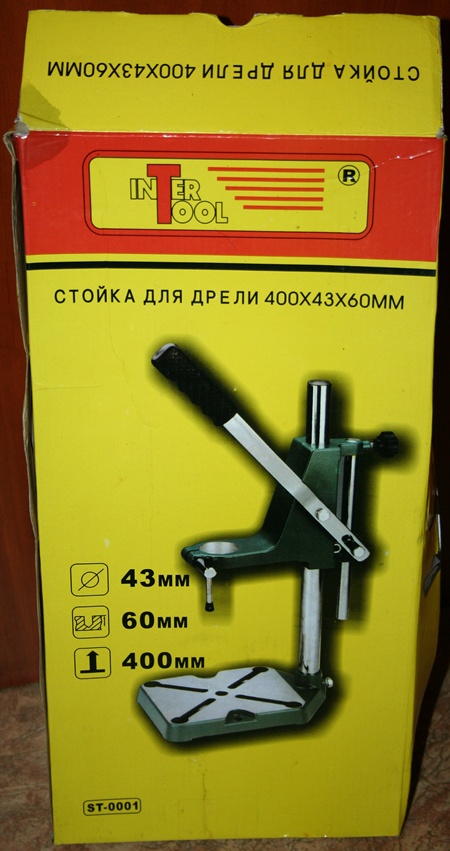 СТОЙКА ДЛЯ ДРЕЛИ 400Х43Х60ММ
INTER
TOOL
®
СТОЙКА ДЛЯ ДРЕЛИ 400Х43Х60ММ
43мм
60мм
400мм
ST-0001